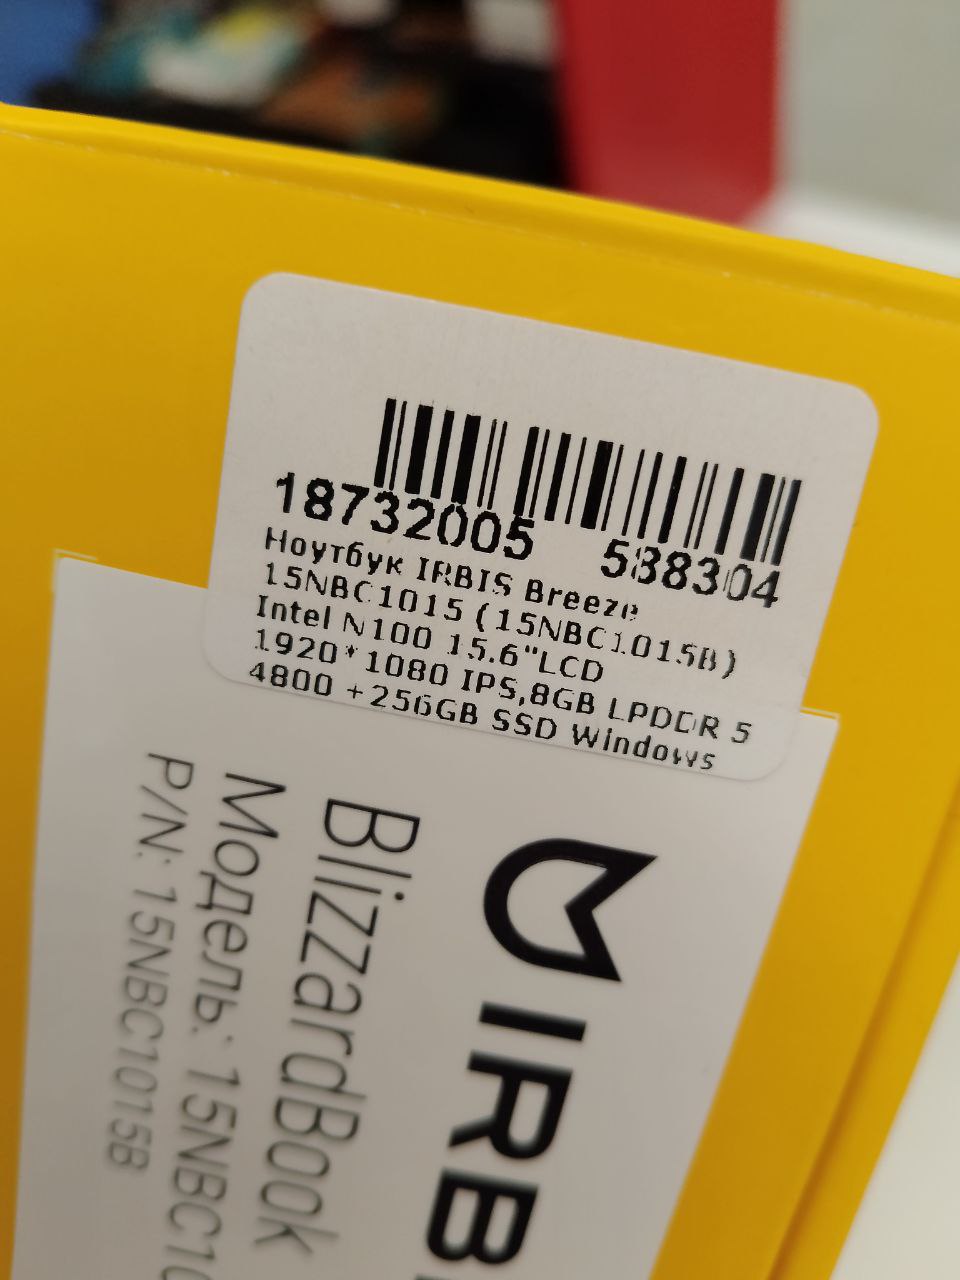 18732005 588304
Ноутбук IRBIS Breeze
15NBC1015 (15NBC1015B)
Intel N100 15.6"LCD
1920*1080 IPS,8GB LPDDR 5
4800 +256GB SSD Windows
IRB
BlizzardBook
Модель: 15NBC10
P/N: 15NBC1015B